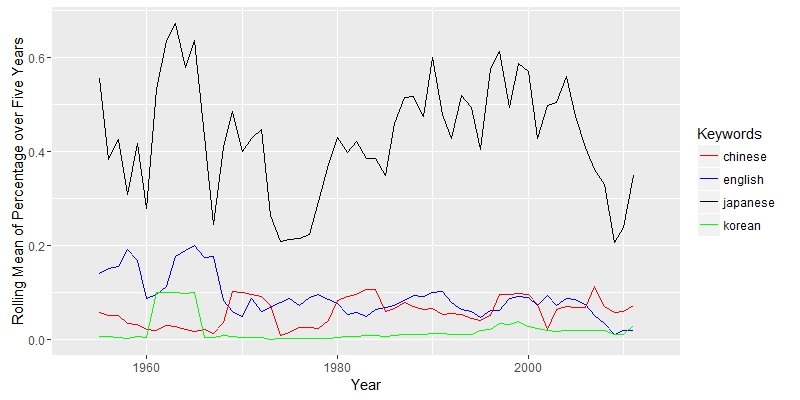 Rolling Mean of Percentage over Five Years
0.6
0.4
0.2
0.0
1960
1980
2000
Year
Keywords
chinese
english
japanese
korean